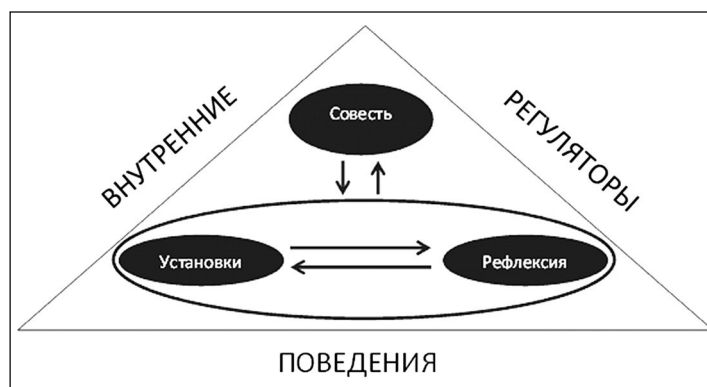 ВНУТРЕННИЕ
РЕГУЛЯТОРЫ
Совесть
Установки
Рефлексия
ПОВЕДЕНИЯ